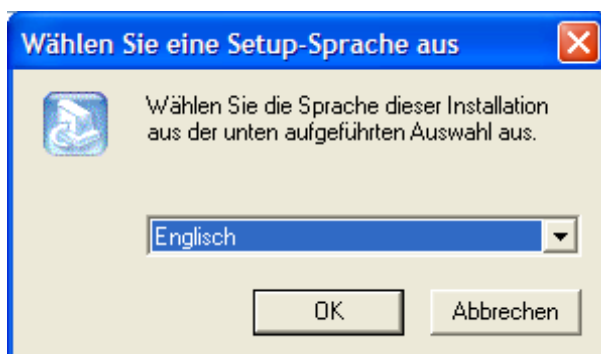 Wählen Sie eine Setup-Sprache aus
Wählen Sie die Sprache dieser Installation
aus der unten aufgeführten Auswahl aus.
Englisch
OK Abbrechen